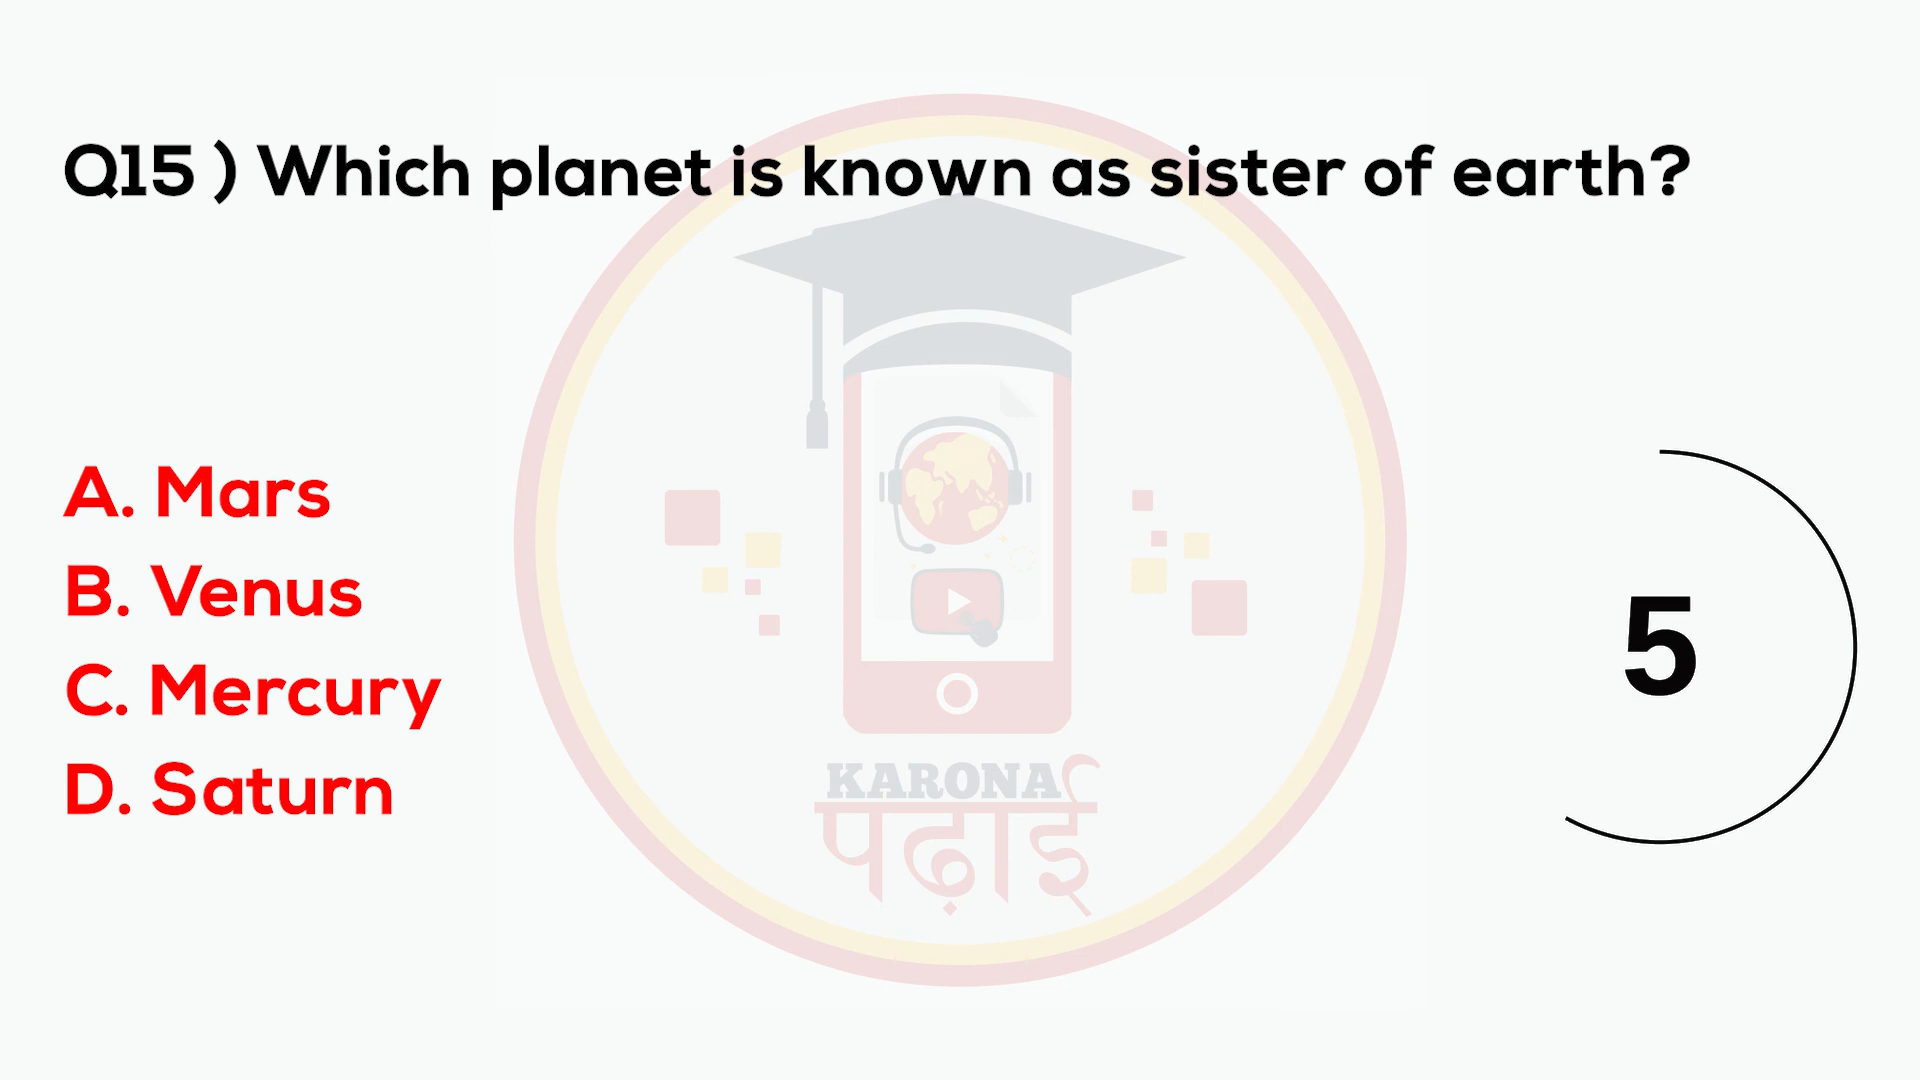 Q15 ) Which planet is known as sister of earth?
A. Mars
B. Venus
C. Mercury
D. Saturn
5
KARONA
पढ़ाई